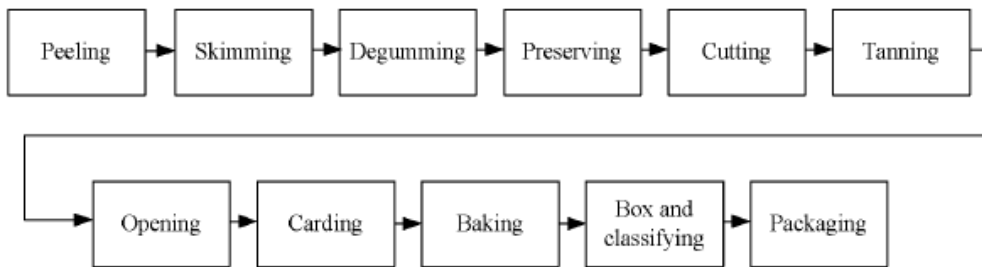 Peeling
Skimming
Degumming
Preserving
Cutting
Tanning
Opening
Carding
Baking
Box and
classifying
Packaging